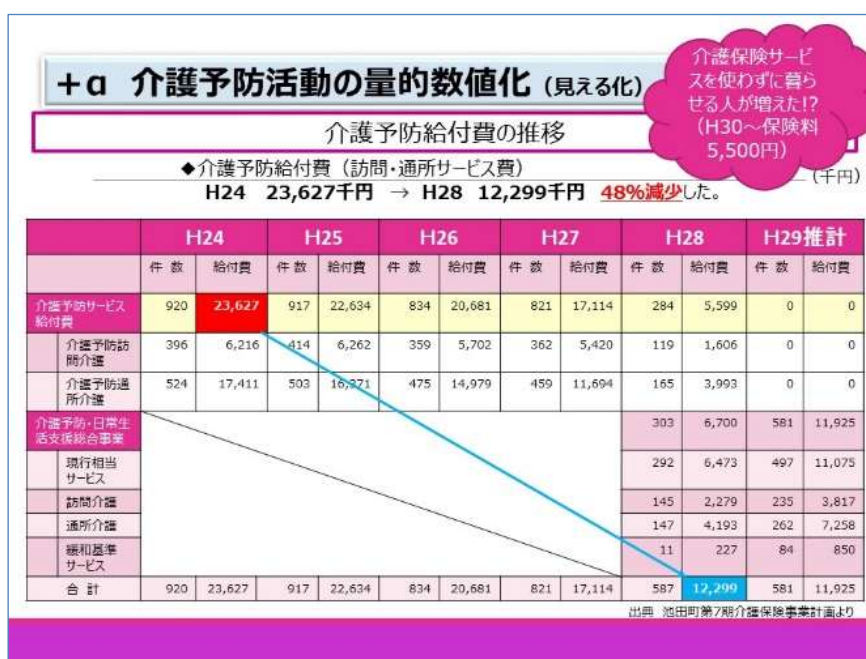 +α 介護予防活動の量的数値化 (見える化)
介護保険サービ
スを使わずに暮ら
せる人が増えた!?
(H30～保険料
5,500円)
介護予防給付費の推移
◆介護予防給付費（訪問・通所サービス費）
(千円)
H24 23,627千円 → H28 12,299千円 48%減少した。
H24 H25 H26 H27 H28 H29推計
件 数 給付費 件 数 給付費 件 数 給付費 件 数 給付費 件 数 給付費 件 数 給付費
介護予防サービス
給付費 920 23,627 917 22,634 834 20,681 821 17,114 284 5,599 0 0
介護予防訪
問介護 396 6,216 414 6,262 359 5,702 362 5,420 119 1,606 0 0
介護予防通
所介護 524 17,411 503 16,371 475 14,979 459 11,694 165 3,993 0 0
介護予防・日常生
活支援総合事業 303 6,700 581 11,925
現行相当
サービス 292 6,473 497 11,075
訪問介護 145 2,279 235 3,817
通所介護 147 4,193 262 7,258
緩和基準
サービス 11 227 84 850
合 計 920 23,627 917 22,634 834 20,681 821 17,114 587 12,299 581 11,925
出典 池田町第7期介護保険事業計画より